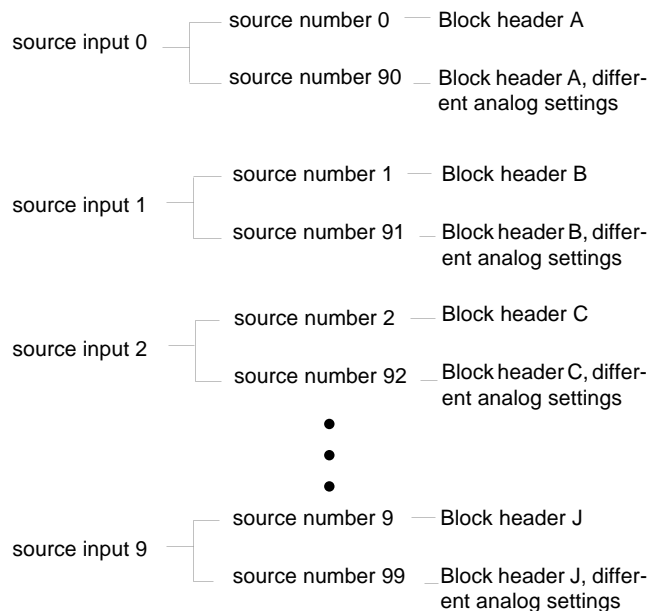 source number 0
Block header A
source input 0
source number 90
Block header A, differ-
ent analog settings
source number 1
Block header B
source input 1
source number 91
Block header B, differ-
ent analog settings
source number 2
Block header C
source input 2
source number 92
Block header C, differ-
ent analog settings
source number 9
Block header J
source input 9
source number 99
Block header J, differ-
ent analog settings